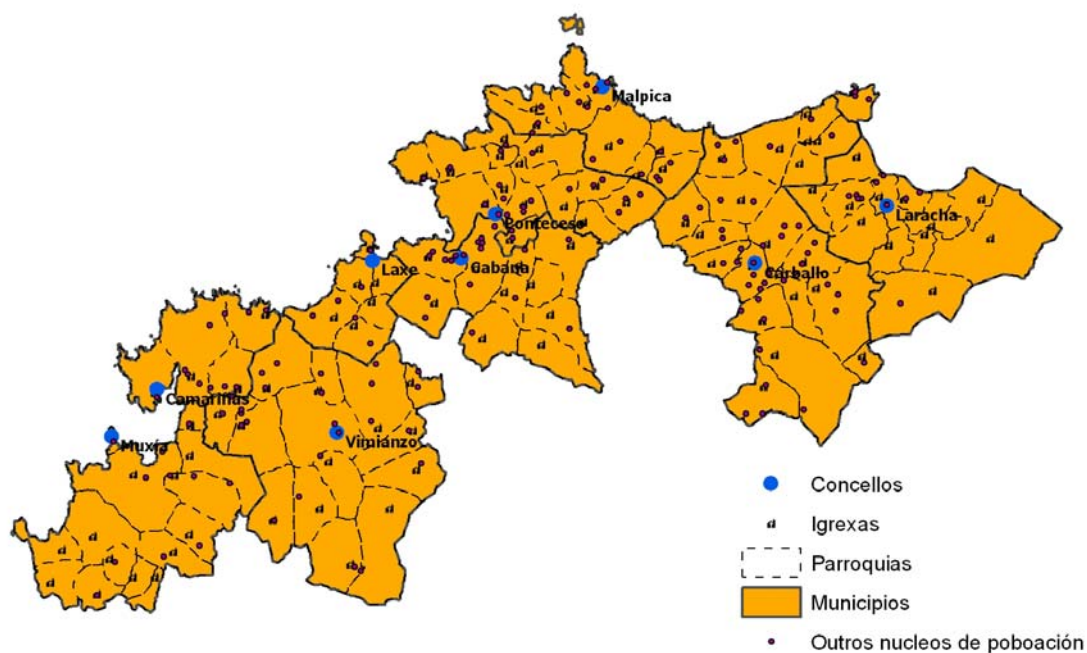 Malpica
Laracha
Ponteceso
Cabana
Laxe
Carballo
Camariñas
Muxía
Vimianzo
Concellos
Igrexas
Parroquias
Municipios
Outros nucleos de poboación